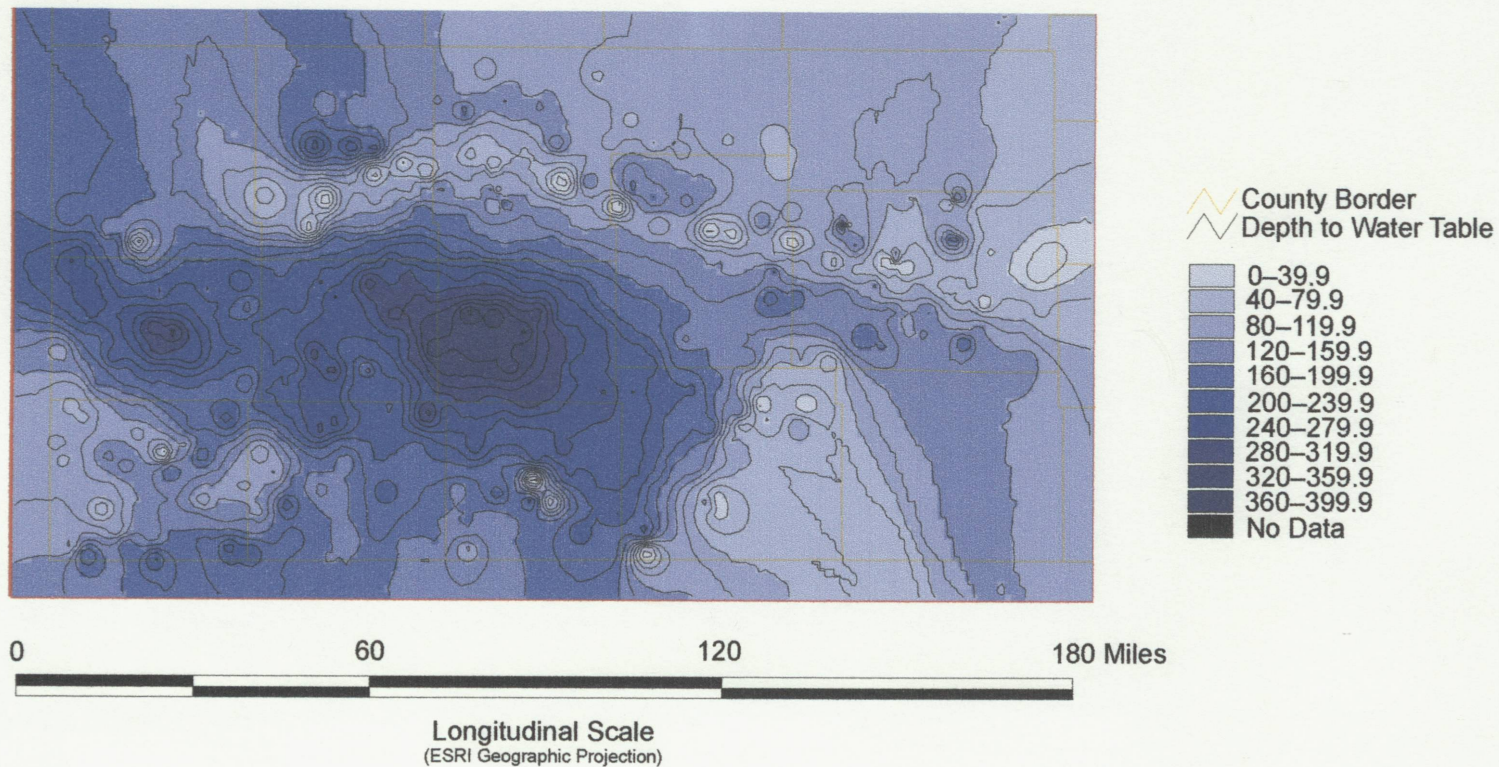 County Border
Depth to Water Table
0–39.9
40–79.9
80–119.9
120–159.9
160–199.9
200–239.9
240–279.9
280–319.9
320–359.9
360–399.9
No Data
0 60 120 180 Miles
Longitudinal Scale
(ESRI Geographic Projection)